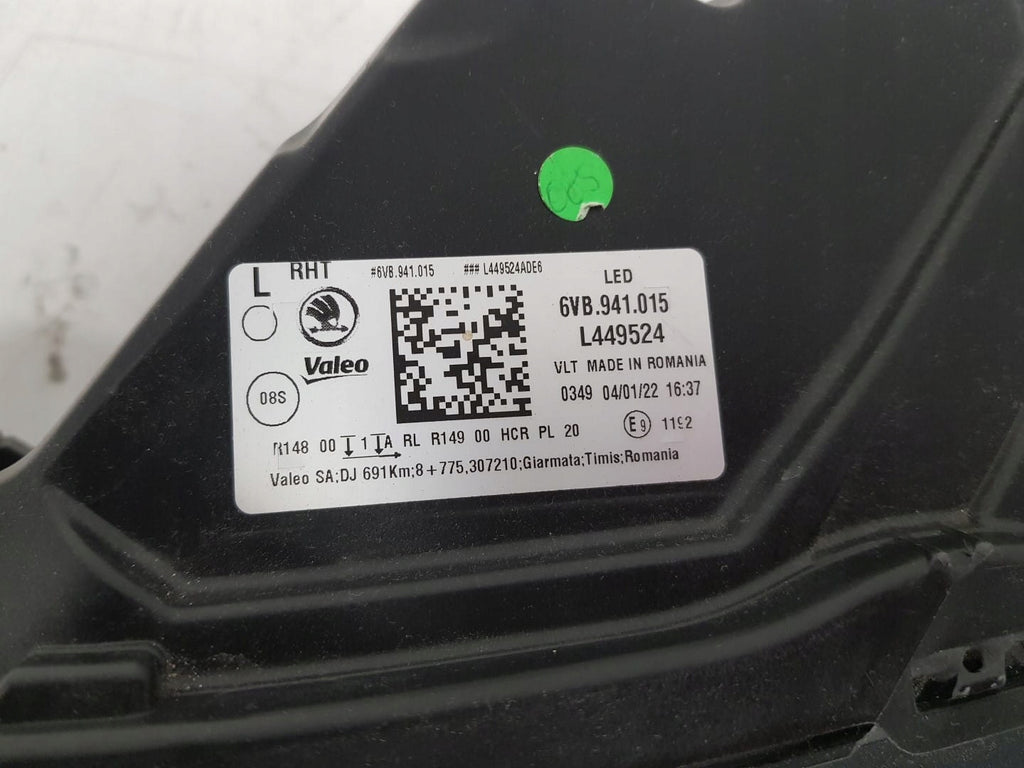 08S
L RHT #6VB.941.015 ### L449524ADE6
LED
6VB.941.015
L449524
Valeo
VLT MADE IN ROMANIA
08S
0349 04/01/22 16:37
R148 00 1 A RL R149 00 HCR PL 20
E9 1192
Valeo SA;DJ 691Km;8+775,307210;Giarmata;Timis;Romania